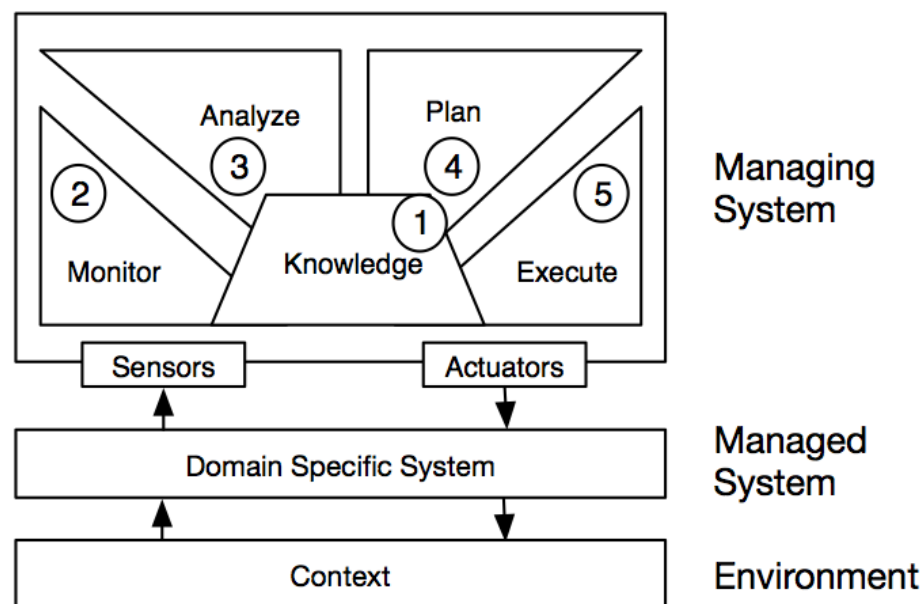 Analyze
Plan
3
4
2
5
1
Managing
System
Knowledge
Monitor
Execute
Sensors
Actuators
Managed
System
Domain Specific System
Context
Environment